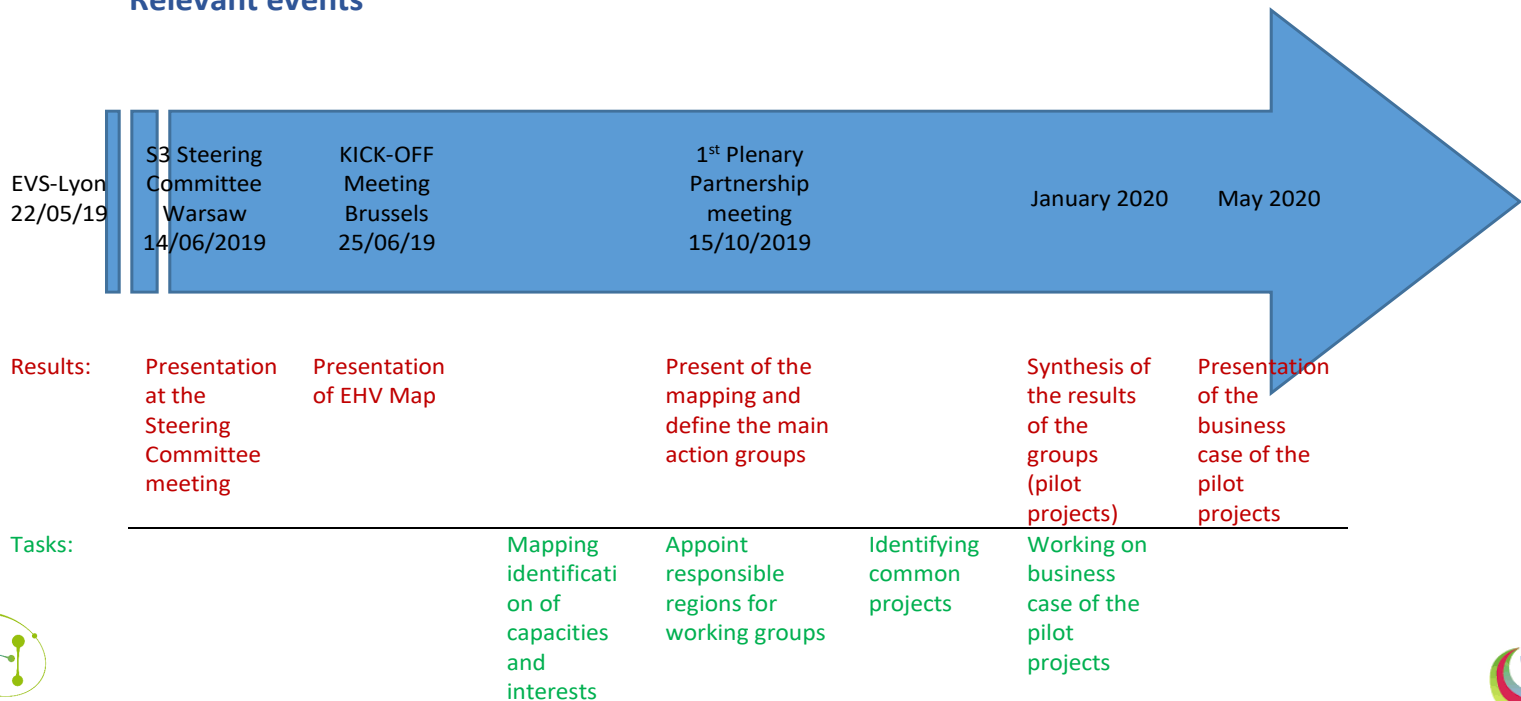 Relevant events
EVS-Lyon
22/05/19
S3 Steering
Committee
Warsaw
14/06/2019
KICK-OFF
Meeting
Brussels
25/06/19
1st Plenary
Partnership
meeting
15/10/2019
January 2020
May 2020
Results:
Presentation
at the
Steering
Committee
meeting
Presentation
of EHV Map
Present of the
mapping and
define the main
action groups
Synthesis of
the results
of the
groups
(pilot
projects)
Presentation
of the
business
case of the
pilot
projects
Tasks:
Mapping
identificati
on of
capacities
and
interests
Appoint
responsible
regions for
working groups
Identifying
common
projects
Working on
business
case of the
pilot
projects